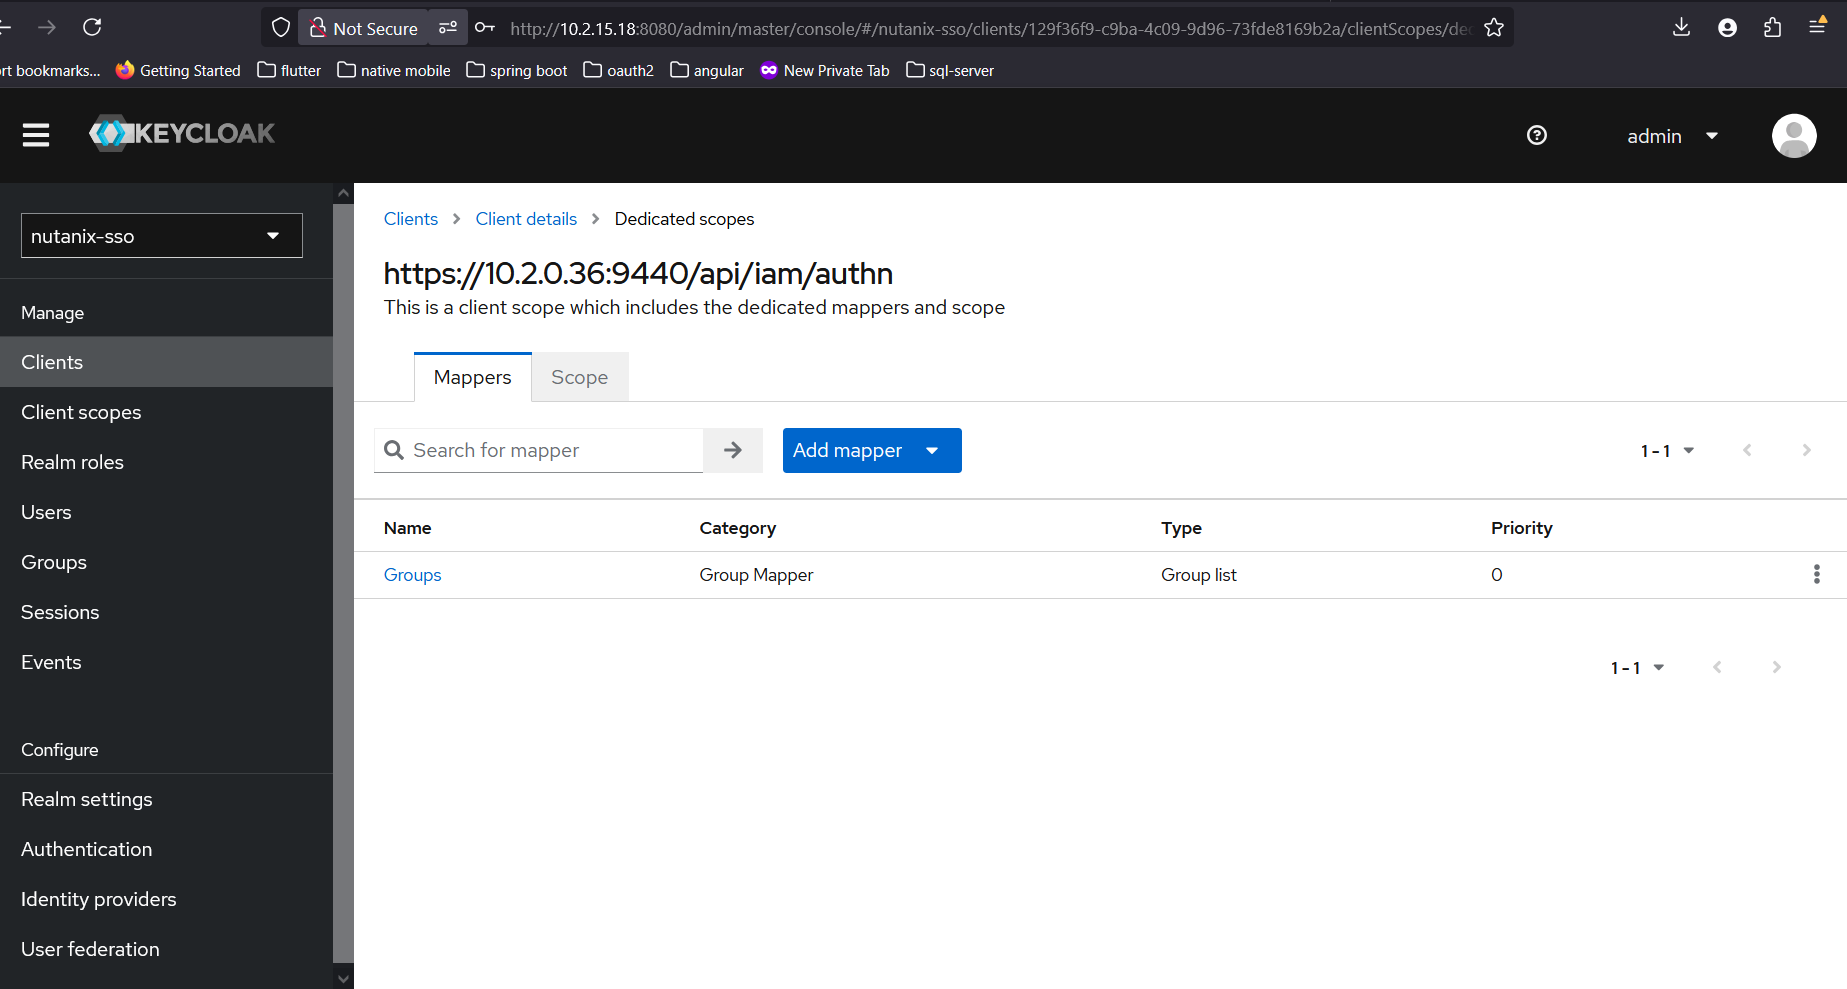 Not Secure
http://10.2.15.18:8080/admin/master/console/#/nutanix-sso/clients/129f36f9-c9ba-4c09-9d96-73fde8169b2a/clientScopes/dec
rt bookmarks... Getting Started flutter native mobile spring boot oauth2 angular New Private Tab sql-server
KEYCLOAK
admin
nutanix-sso
Manage
Clients
Client scopes
Realm roles
Users
Groups
Sessions
Events
Configure
Realm settings
Authentication
Identity providers
User federation
Clients > Client details > Dedicated scopes
https://10.2.0.36:9440/api/iam/authn
This is a client scope which includes the dedicated mappers and scope
Mappers Scope
Search for mapper
Add mapper
1 - 1
Name Category Type Priority
Groups Group Mapper Group list 0
1 - 1